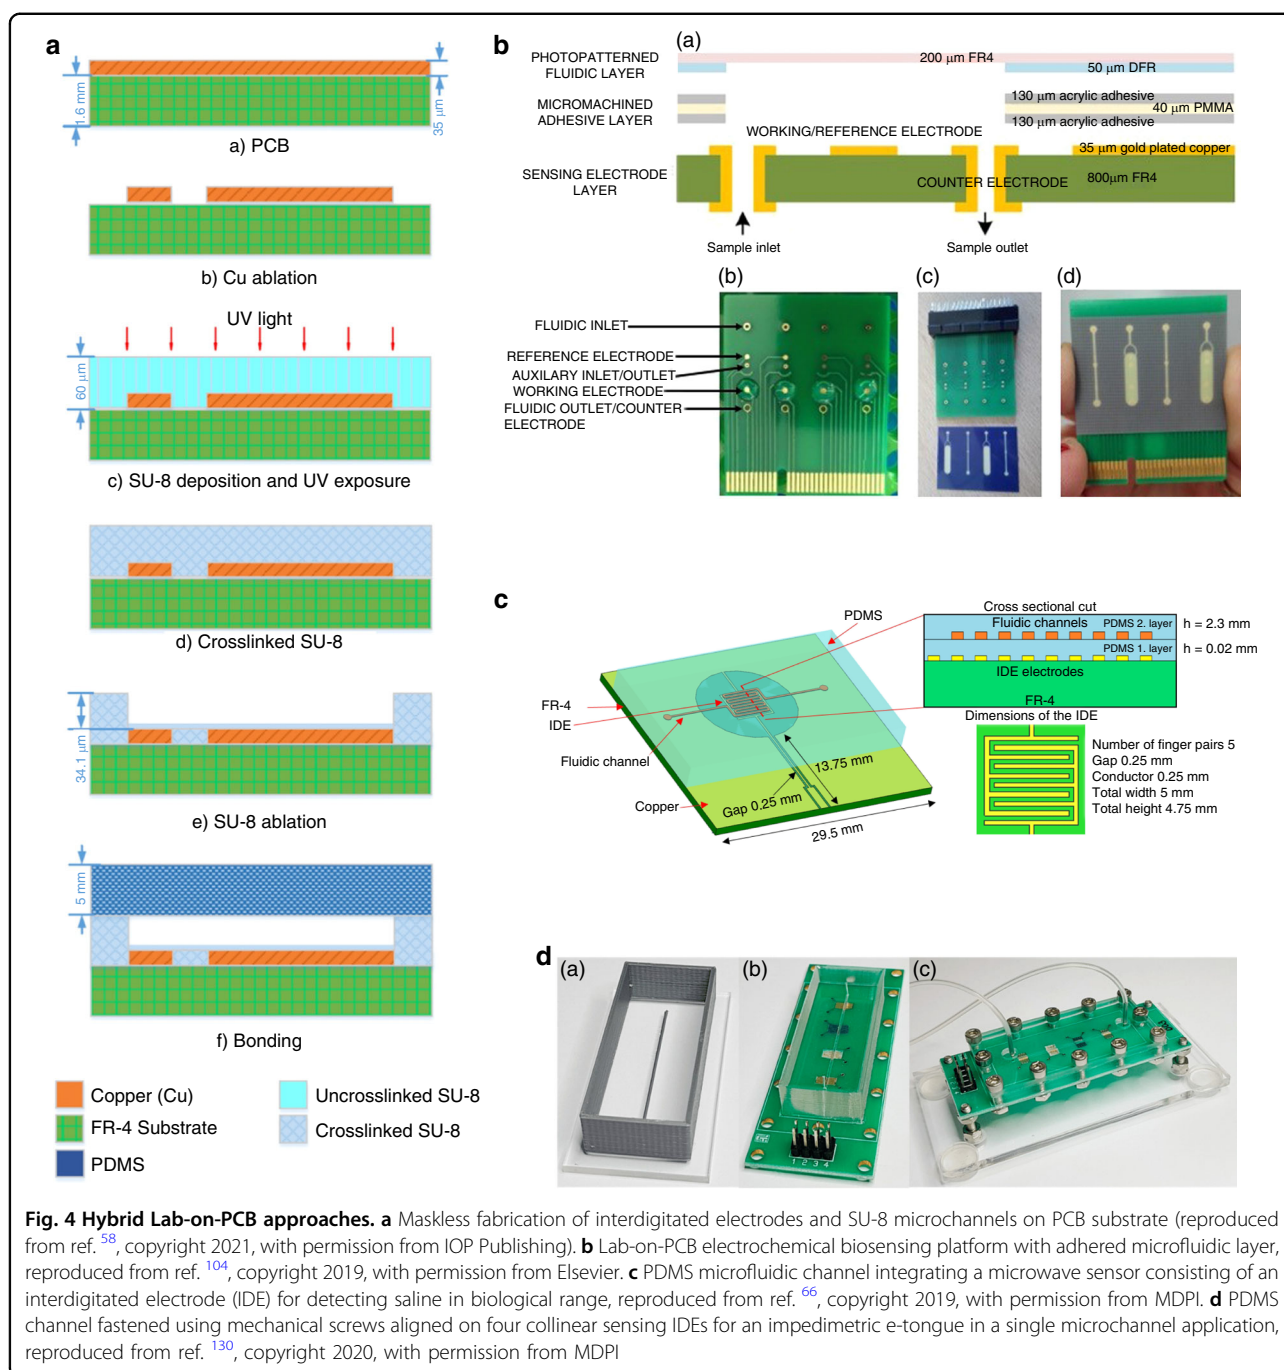 a
1.6 mm
35 µm
a) PCB
b) Cu ablation
UV light
60 µm
c) SU-8 deposition and UV exposure
d) Crosslinked SU-8
34.1 µm
e) SU-8 ablation
5 mm
f) Bonding
Copper (Cu)
FR-4 Substrate
PDMS
Uncrosslinked SU-8
Crosslinked SU-8
b
(a)
PHOTOPATTERNED
FLUIDIC LAYER
200 µm FR4
50 µm DFR
MICROMACHINED
ADHESIVE LAYER
130 µm acrylic adhesive
40 µm PMMA
130 µm acrylic adhesive
WORKING/REFERENCE ELECTRODE
35 µm gold plated copper
SENSING ELECTRODE
LAYER
COUNTER ELECTRODE
800µm FR4
Sample inlet
Sample outlet
(b)
(c)
(d)
FLUIDIC INLET
REFERENCE ELECTRODE
AUXILARY INLET/OUTLET
WORKING ELECTRODE
FLUIDIC OUTLET/COUNTER
ELECTRODE
c
PDMS
FR-4
IDE
Fluidic channel
Copper
Gap 0.25 mm
13.75 mm
29.5 mm
Cross sectional cut
Fluidic channels
PDMS 2. layer
h = 2.3 mm
PDMS 1. layer
h = 0.02 mm
IDE electrodes
FR-4
Dimensions of the IDE
Number of finger pairs 5
Gap 0.25 mm
Conductor 0.25 mm
Total width 5 mm
Total height 4.75 mm
d
(a)
(b)
(c)
1 2 3 4
Fig. 4 Hybrid Lab-on-PCB approaches. a Maskless fabrication of interdigitated electrodes and SU-8 microchannels on PCB substrate (reproduced
from ref. 58, copyright 2021, with permission from IOP Publishing). b Lab-on-PCB electrochemical biosensing platform with adhered microfluidic layer,
reproduced from ref. 104, copyright 2019, with permission from Elsevier. c PDMS microfluidic channel integrating a microwave sensor consisting of an
interdigitated electrode (IDE) for detecting saline in biological range, reproduced from ref. 66, copyright 2019, with permission from MDPI. d PDMS
channel fastened using mechanical screws aligned on four collinear sensing IDEs for an impedimetric e-tongue in a single microchannel application,
reproduced from ref. 130, copyright 2020, with permission from MDPI